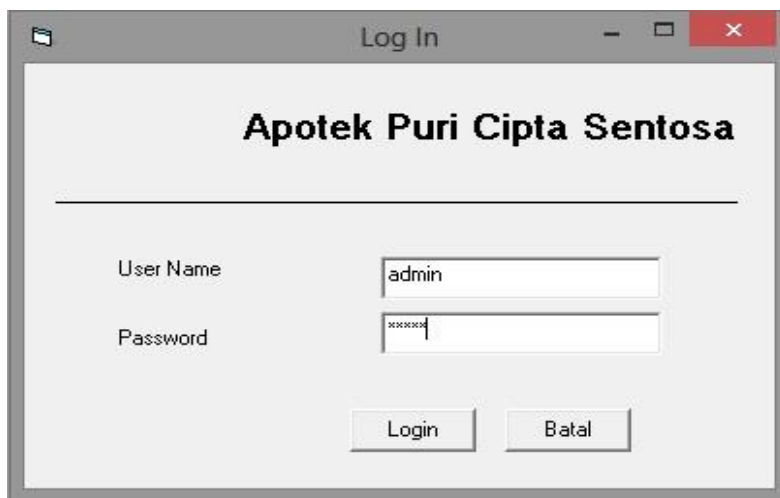 Log In
Apotek Puri Cipta Sentosa
User Name
admin
Password
*****
Login
Batal